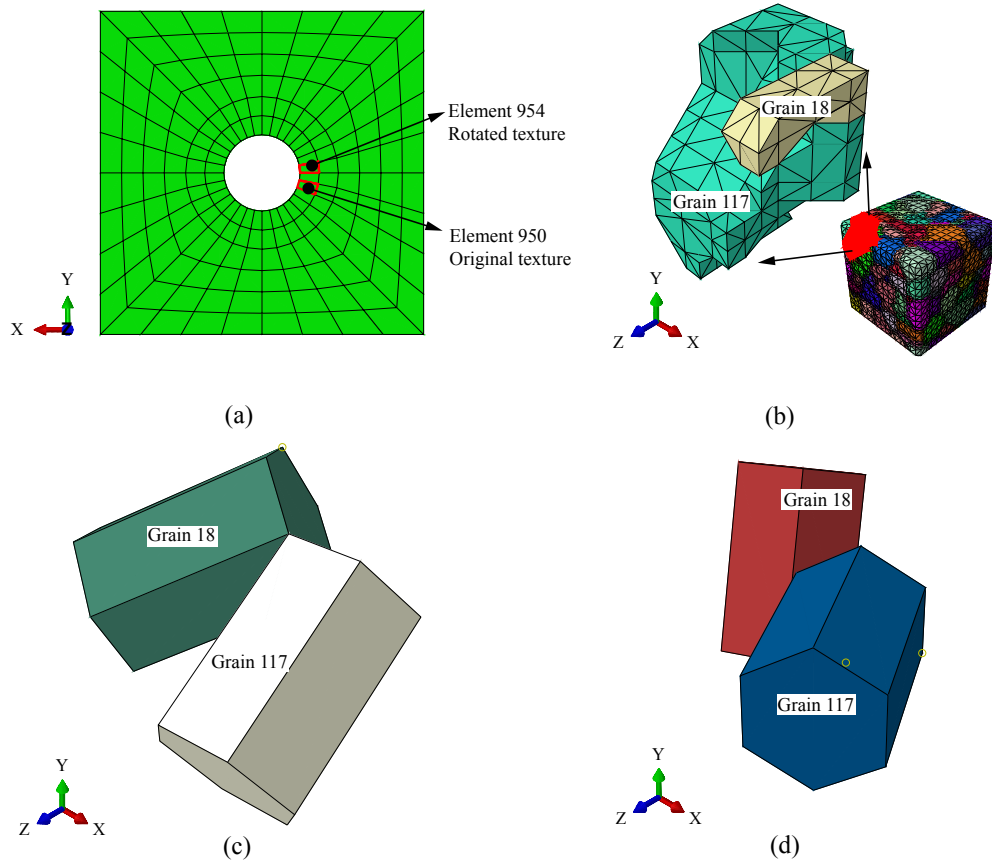 Element 954
Rotated texture
Element 950
Original texture
Y
X
Z
(a)
Grain 18
Grain 117
Y
Z
X
(b)
Grain 18
Grain 117
Y
Z
X
(c)
Grain 18
Grain 117
Y
Z
X
(d)